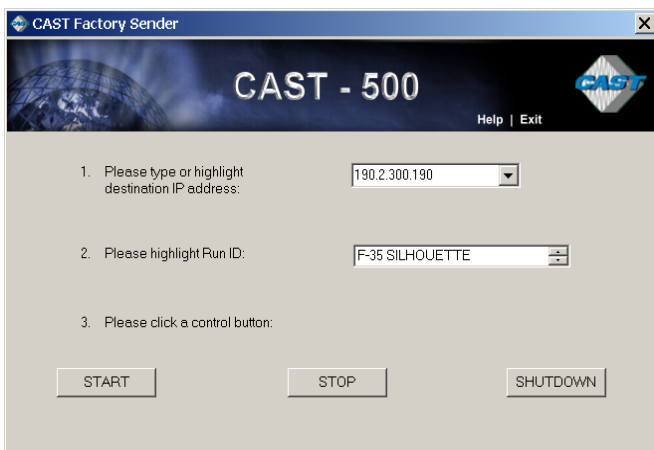 CAST Factory Sender
CAST - 500
CAST
Help | Exit
1. Please type or highlight
destination IP address:
190.2.300.190
2. Please highlight Run ID:
F-35 SILHOUETTE
3. Please click a control button:
START
STOP
SHUTDOWN